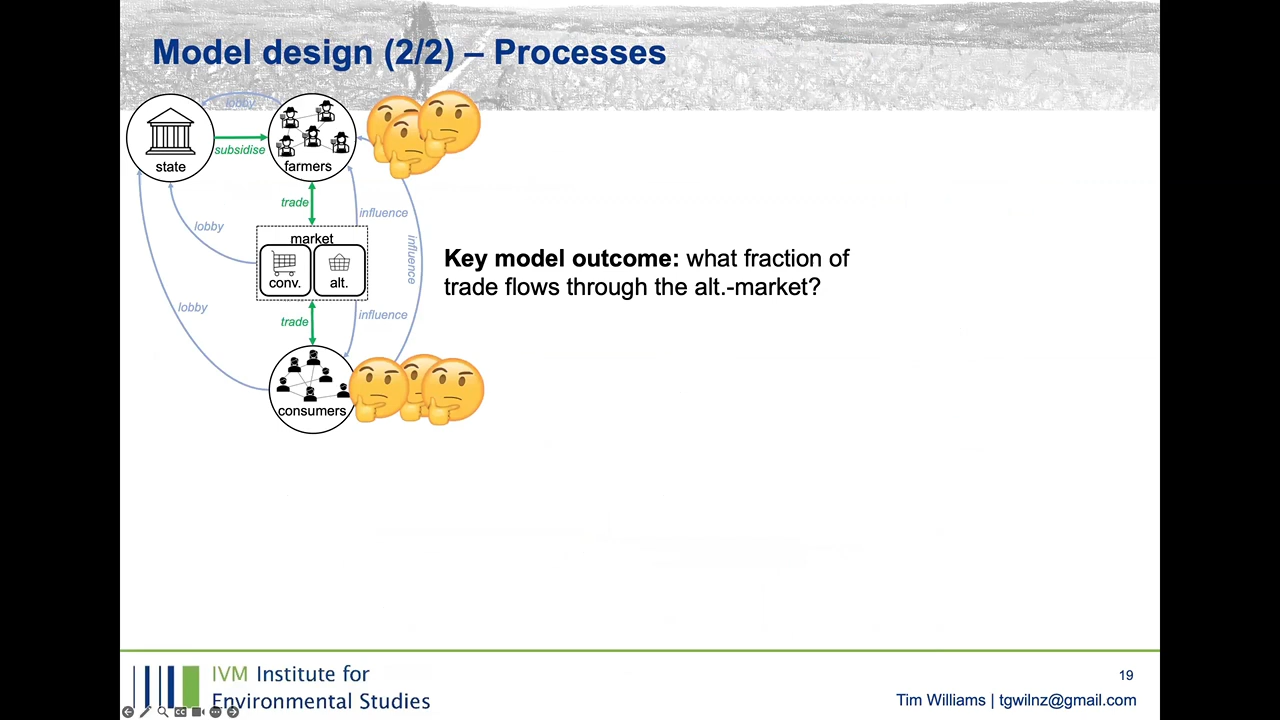 Model design (2/2) – Processes
lobby
state
subsidise
farmers
trade
influence
lobby
market
influence
conv.
alt.
Key model outcome: what fraction of
trade flows through the alt.-market?
lobby
trade
influence
consumers
IVM Institute for
Environmental Studies
19
Tim Williams | tgwilnz@gmail.com